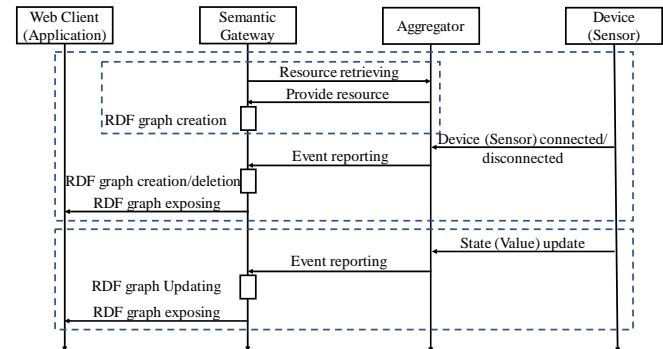 Web Client
(Application)
Semantic
Gateway
Aggregator
Device
(Sensor)
Resource retrieving
Provide resource
RDF graph creation
Device (Sensor) connected/
disconnected
Event reporting
RDF graph creation/deletion
RDF graph exposing
State (Value) update
Event reporting
RDF graph Updating
RDF graph exposing